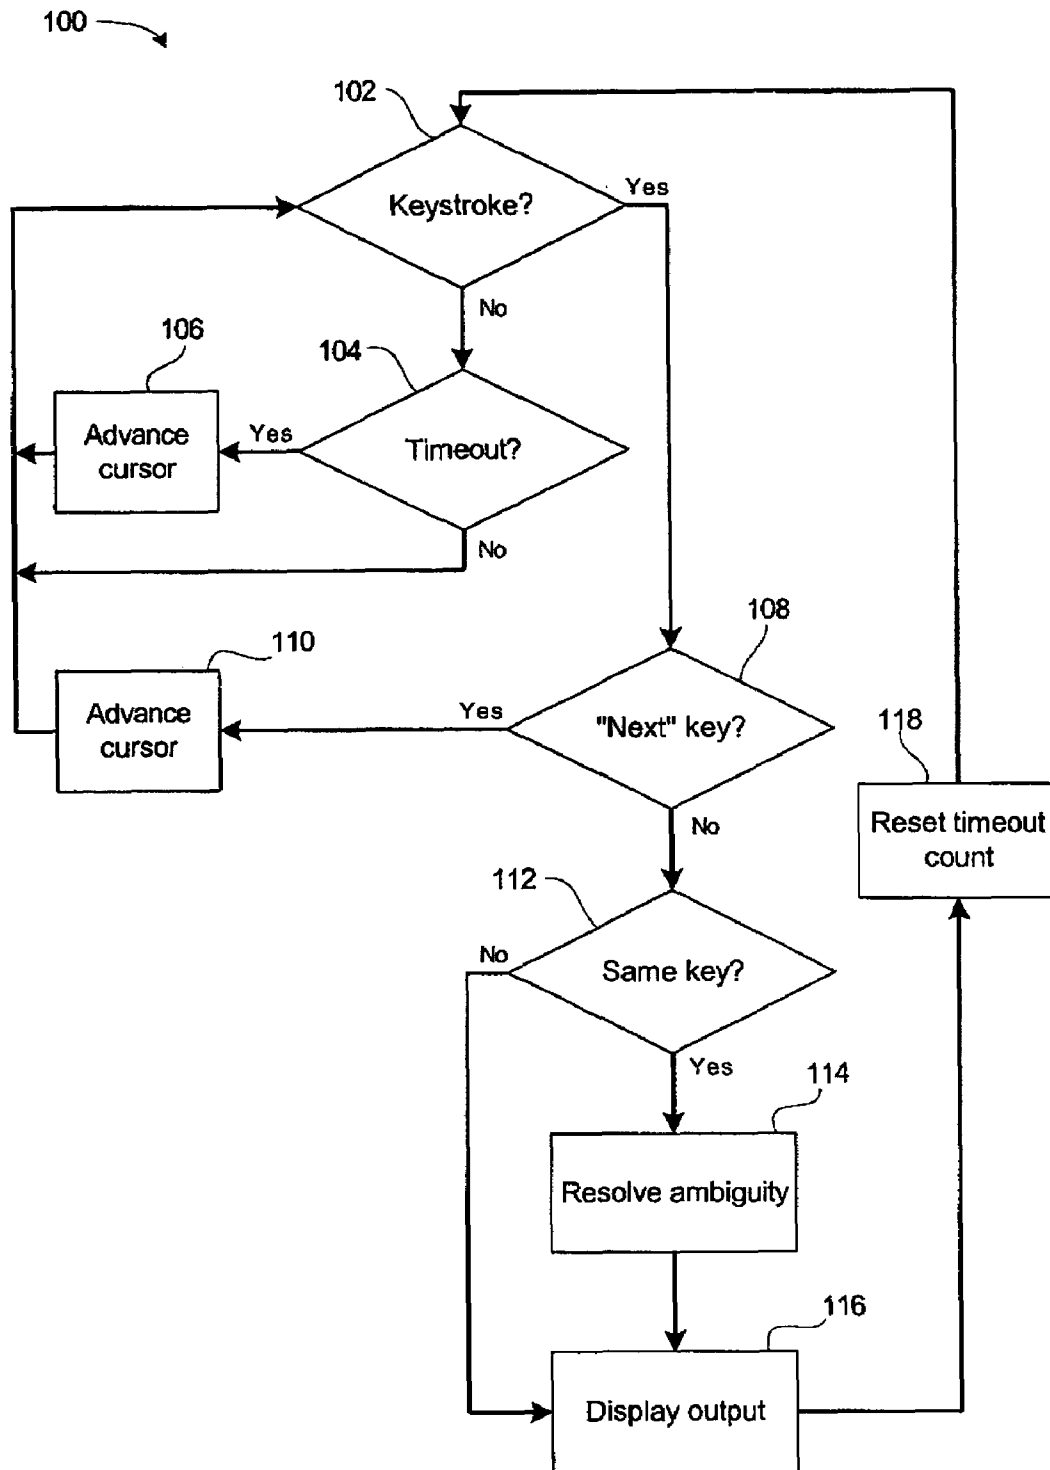 100
102
Keystroke?
Yes
No
106
104
Advance
cursor
Yes
Timeout?
No
110
108
Advance
cursor
Yes
"Next" key?
118
No
Reset timeout
count
112
No
Same key?
Yes
114
Resolve ambiguity
116
Display output